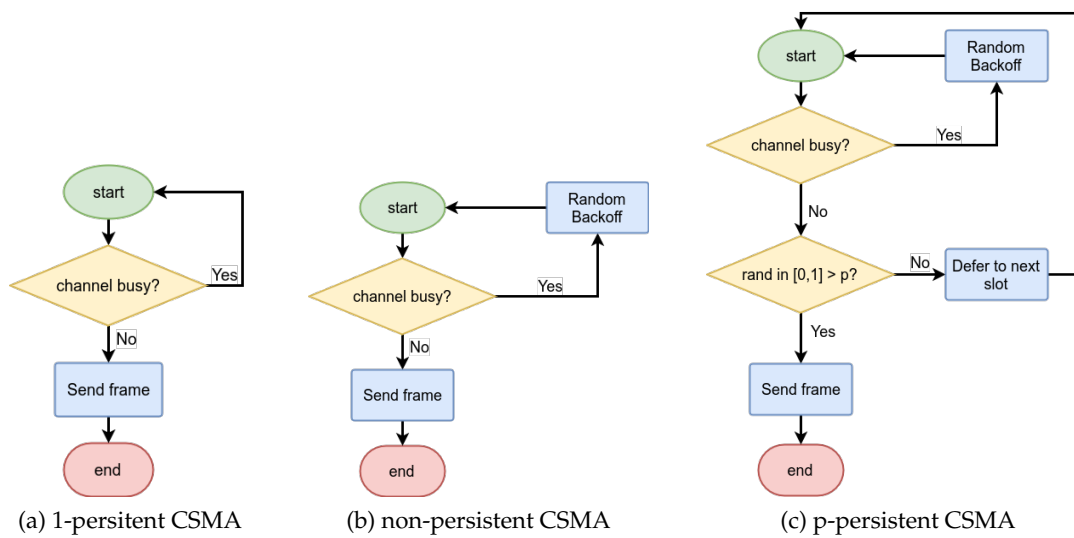 start
channel busy?
Yes
No
Send frame
end
(a) 1-persitent CSMA
start
Random
Backoff
channel busy?
Yes
No
Send frame
end
(b) non-persistent CSMA
start
Random
Backoff
channel busy?
Yes
No
rand in [0,1] > p?
No
Defer to next
slot
Yes
Send frame
end
(c) p-persistent CSMA